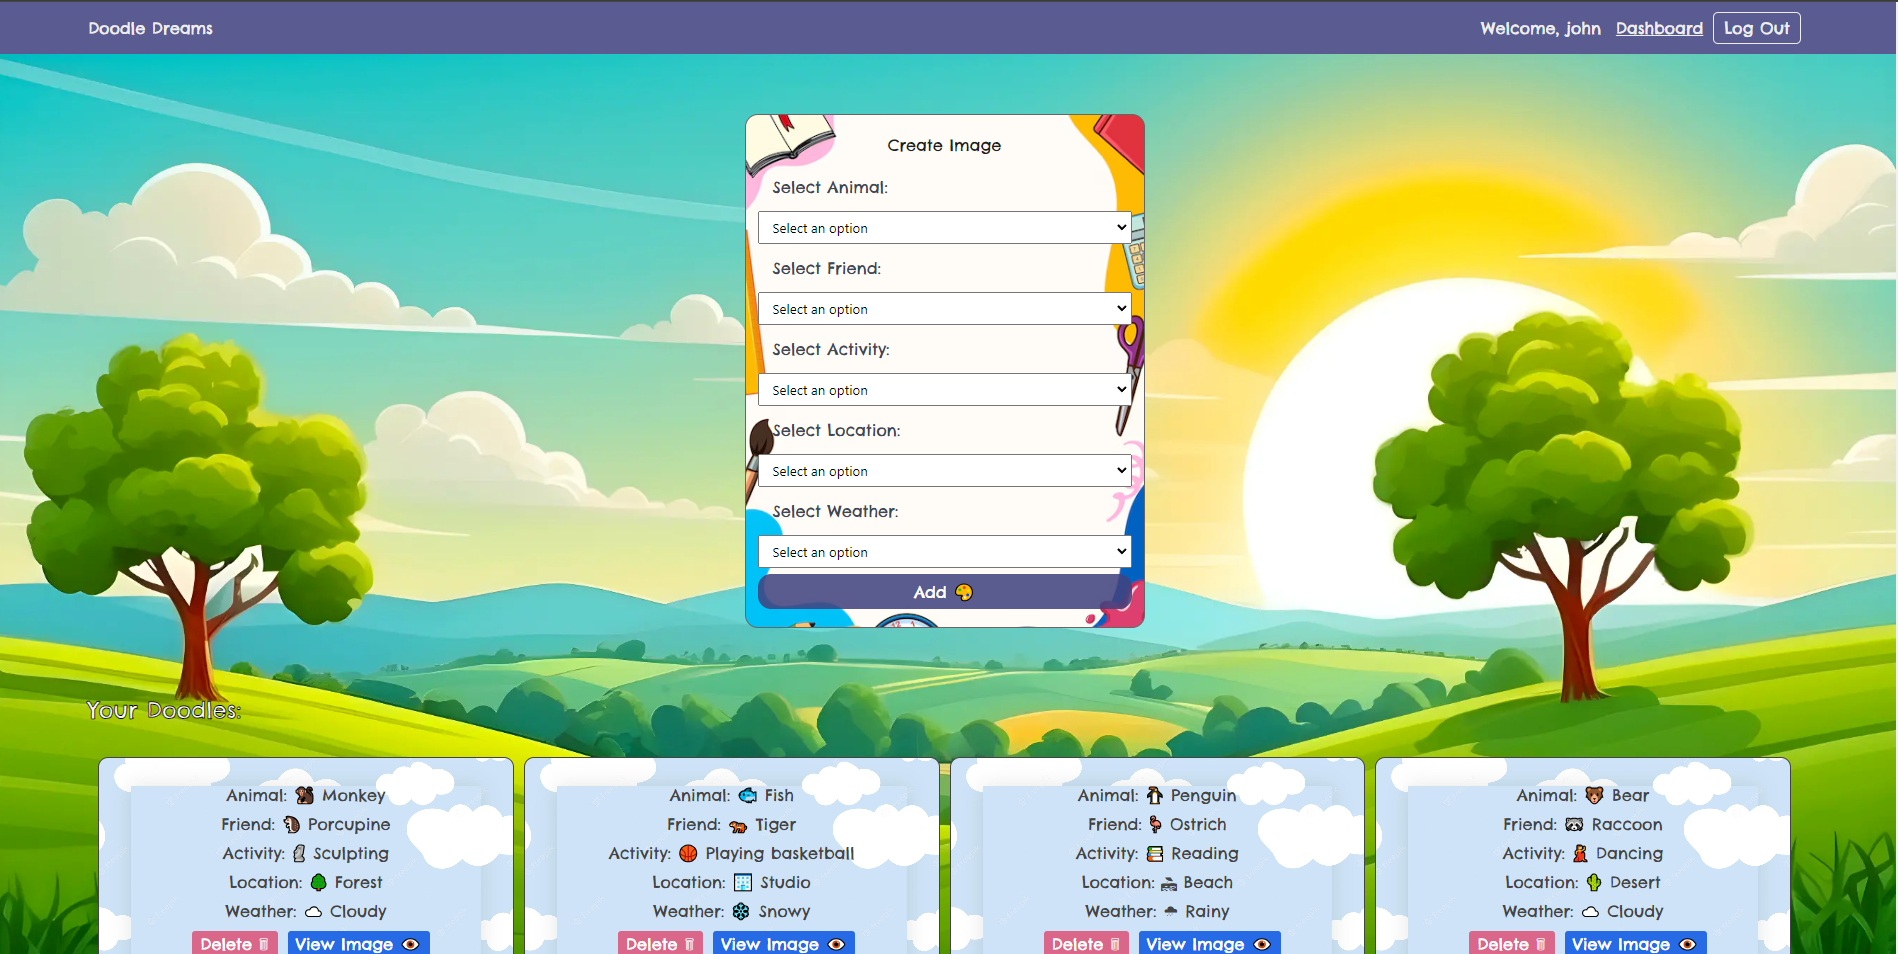 Doodle Dreams
Welcome, john Dashboard Log Out
Create Image
Select Animal:
Select an option
Select Friend:
Select an option
Select Activity:
Select an option
Select Location:
Select an option
Select Weather:
Select an option
Add
Your Doodles:
Animal: Monkey
Friend: Porcupine
Activity: Sculpting
Location: Forest
Weather: Cloudy
Delete View Image
Animal: Fish
Friend: Tiger
Activity: Playing basketball
Location: Studio
Weather: Snowy
Delete View Image
Animal: Penguin
Friend: Ostrich
Activity: Reading
Location: Beach
Weather: Rainy
Delete View Image
Animal: Bear
Friend: Raccoon
Activity: Dancing
Location: Desert
Weather: Cloudy
Delete View Image